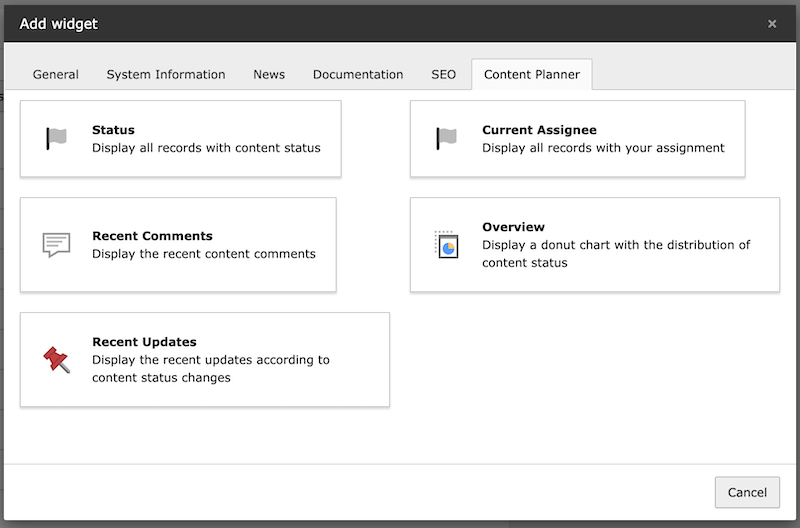 Add widget
General System Information News Documentation SEO Content Planner
Status
Display all records with content status
Current Assignee
Display all records with your assignment
Recent Comments
Display the recent content comments
Overview
Display a donut chart with the distribution of
content status
Recent Updates
Display the recent updates according to
content status changes
Cancel